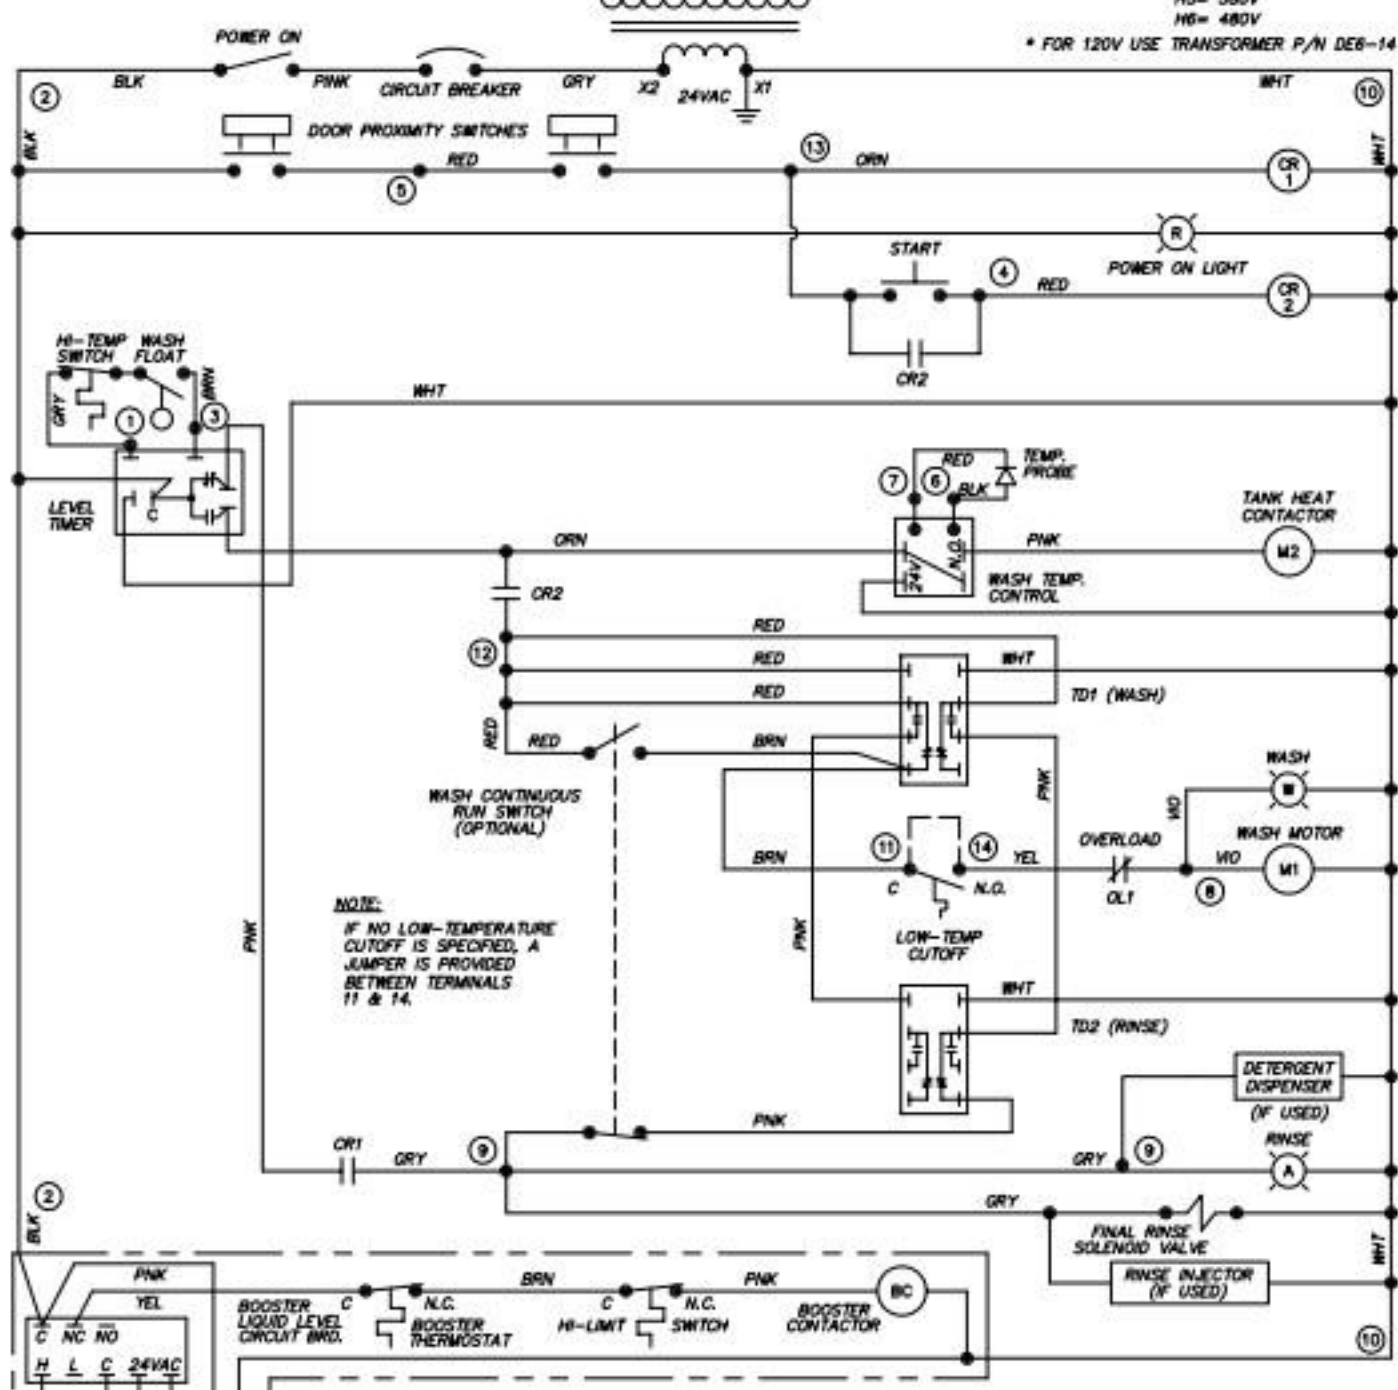 H6= 480V
* FOR 120V USE TRANSFORMER P/N DE6-14
POWER ON
BLK
PINK
CIRCUIT BREAKER
GRY
X2
24VAC
X1
WHT
2
10
BLK
DOOR PROXIMITY SWITCHES
RED
5
13
ORN
CR
1
WHT
R
POWER ON LIGHT
START
4
RED
CR
2
CR2
HI-TEMP
SWITCH
WASH
FLOAT
GRY
BRN
1
3
WHT
LEVEL
TIMER
C
7
6
RED
BLK
TEMP.
PROBE
TANK HEAT
CONTACTOR
ORN
24V
N.O.
PNK
M2
WASH TEMP.
CONTROL
CR2
12
RED
RED
WHT
RED
TD1 (WASH)
RED
RED
BRN
WASH CONTINUOUS
RUN SWITCH
(OPTIONAL)
PNK
WASH
W
VIO
BRN
11
14
C
N.O.
YEL
OVERLOAD
OL1
VIO
8
WASH MOTOR
M1
LOW-TEMP
CUTOFF
PNK
PNK
NOTE:
IF NO LOW-TEMPERATURE
CUTOFF IS SPECIFIED, A
JUMPER IS PROVIDED
BETWEEN TERMINALS
11 & 14.
WHT
TD2 (RINSE)
DETERGENT
DISPENSER
(IF USED)
PNK
CR1
GRY
9
GRY
9
RINSE
A
GRY
FINAL RINSE
SOLENOID VALVE
RINSE INJECTOR
(IF USED)
WHT
2
BLK
PNK
YEL
C NC NO
H L C 24VAC
BOOSTER
LIQUID LEVEL
CIRCUIT BRD.
C
N.C.
BOOSTER
THERMOSTAT
BRN
C
N.C.
HI-LIMIT
SWITCH
PNK
BOOSTER
CONTACTOR
BC
10